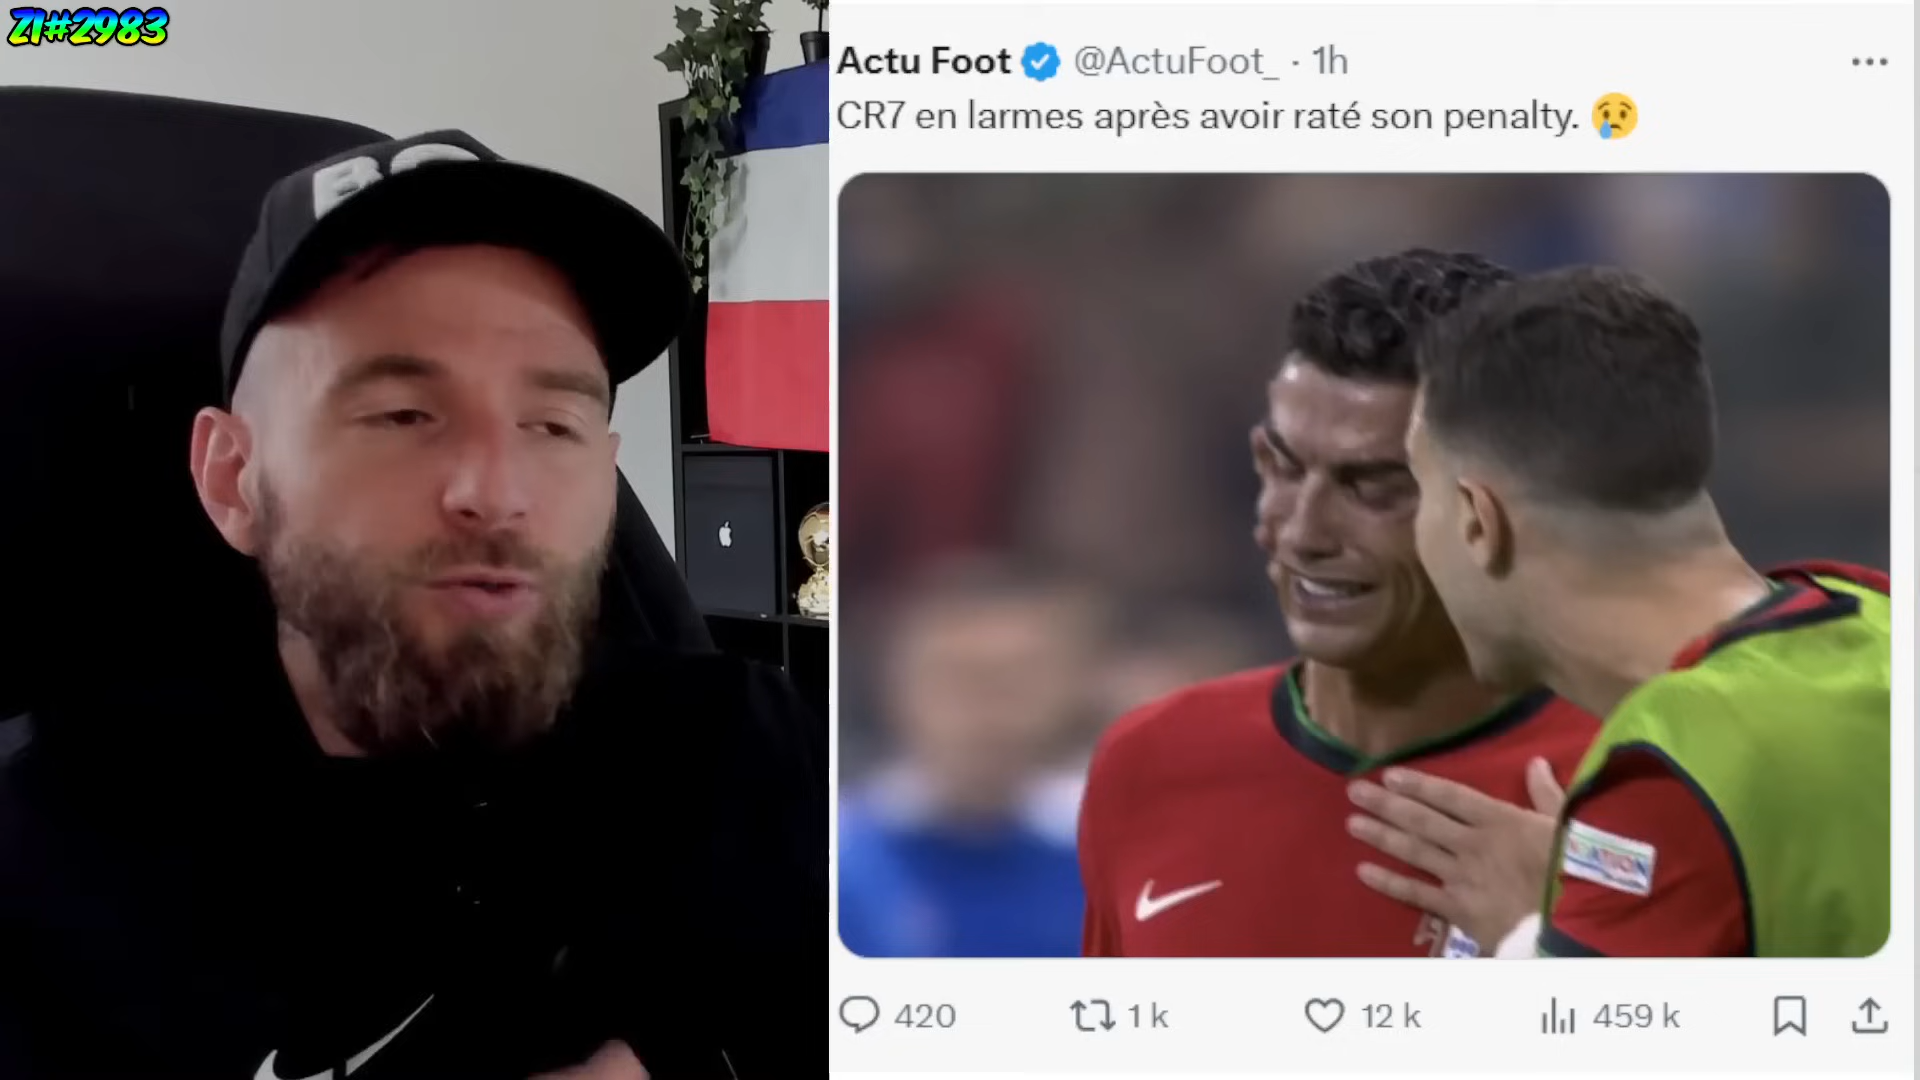 ZI#2983
Actu Foot @ActuFoot_ · 1h
CR7 en larmes après avoir raté son penalty. 😢
420 1 k 12 k 459 k